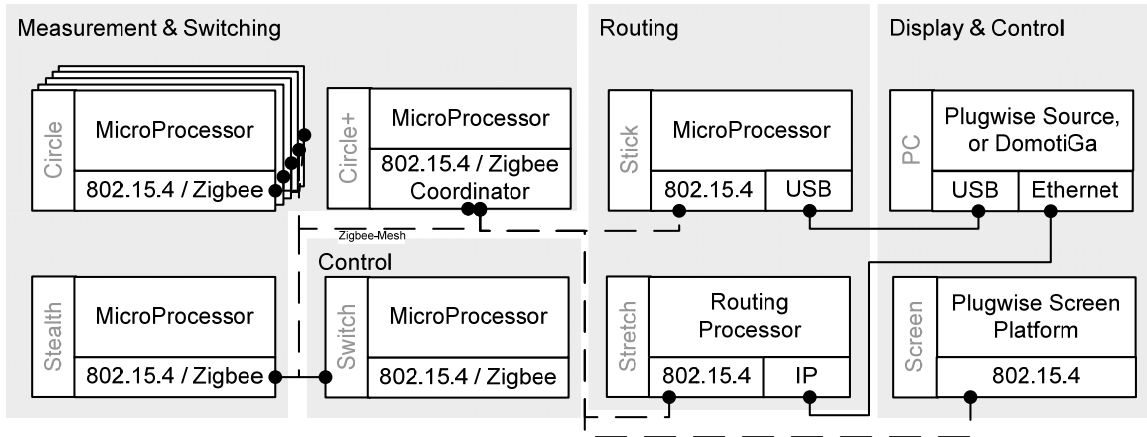 Measurement & Switching
Routing
Display & Control
Circle
MicroProcessor
802.15.4 / Zigbee
Circle+
MicroProcessor
802.15.4 / Zigbee
Coordinator
Stick
MicroProcessor
802.15.4
USB
PC
Plugwise Source,
or DomotiGa
USB
Ethernet
Zigbee-Mesh
Control
Stealth
MicroProcessor
802.15.4 / Zigbee
Switch
MicroProcessor
802.15.4 / Zigbee
Stretch
Routing
Processor
802.15.4
IP
Screen
Plugwise Screen
Platform
802.15.4